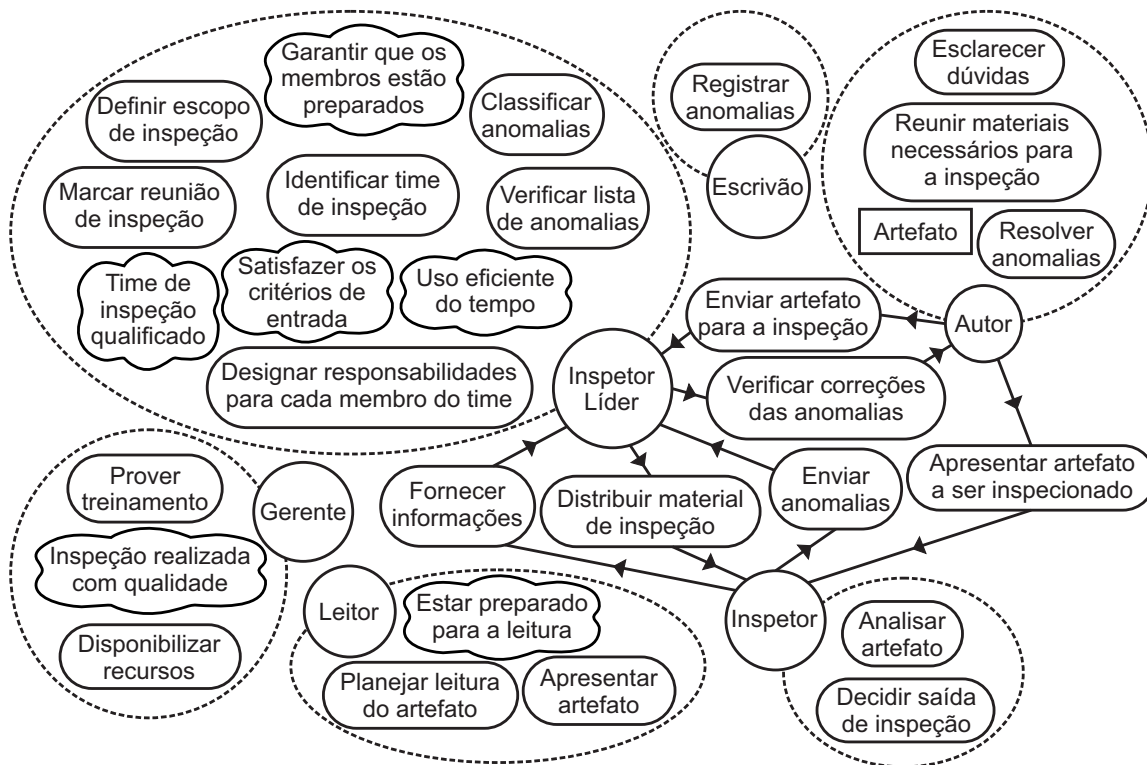 Garantir que os
membros estão
preparados
Definir escopo
de inspeção
Classificar
anomalias
Marcar reunião
de inspeção
Identificar time
de inspeção
Verificar lista
de anomalias
Time de
inspeção
qualificado
Satisfazer os
critérios de
entrada
Uso eficiente
do tempo
Designar responsabilidades
para cada membro do time
Inspetor
Líder
Registrar
anomalias
Escrivão
Esclarecer
dúvidas
Reunir materiais
necessários para
a inspeção
Artefato
Resolver
anomalias
Autor
Enviar artefato
para a inspeção
Verificar correções
das anomalias
Prover
treinamento
Gerente
Inspeção realizada
com qualidade
Disponibilizar
recursos
Fornecer
informações
Distribuir material
de inspeção
Enviar
anomalias
Apresentar artefato
a ser inspecionado
Leitor
Estar preparado
para a leitura
Planejar leitura
do artefato
Apresentar
artefato
Inspetor
Analisar
artefato
Decidir saída
de inspeção